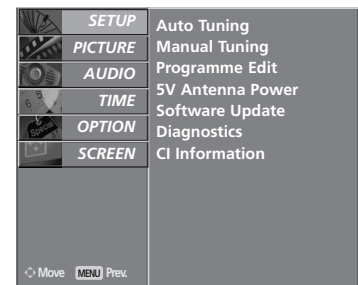 SETUP
PICTURE
AUDIO
TIME
OPTION
SCREEN
Auto Tuning
Manual Tuning
Programme Edit
5V Antenna Power
Software Update
Diagnostics
CI Information
Special
Move MENU Prev.